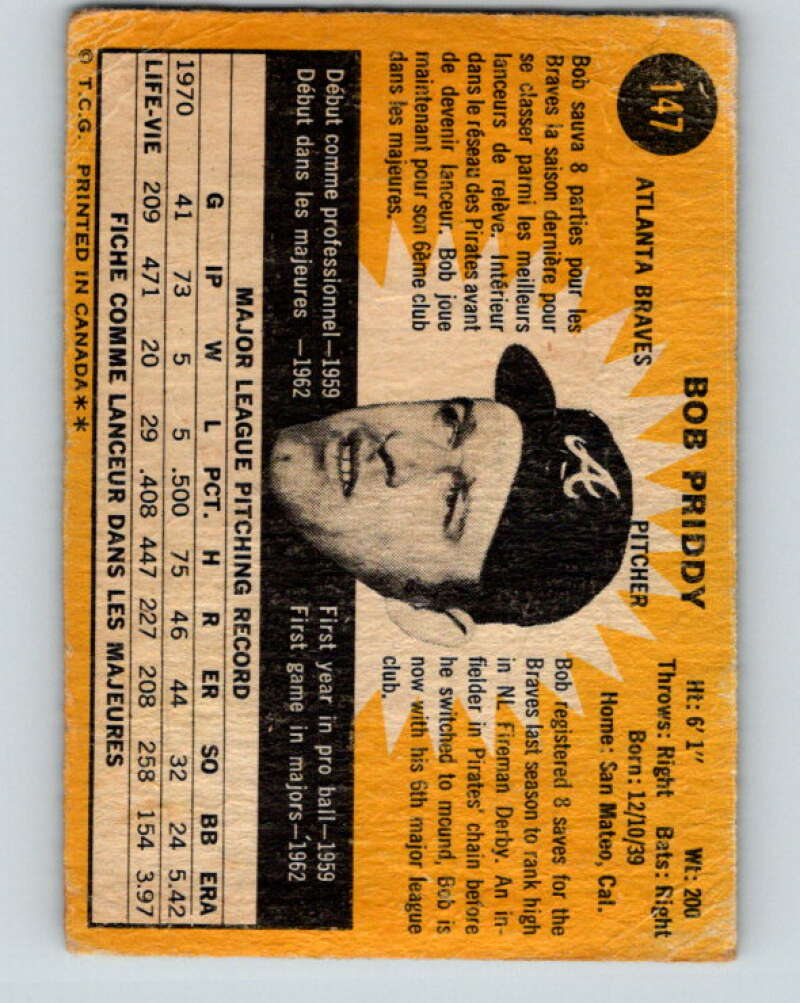 147
BOB PRIDDY
ATLANTA BRAVES
PITCHER
Ht: 6'1" Wt: 200
Throws: Right Bats: Right
Born: 12/10/39
Home: San Mateo, Cal.
Bob sauva 8 parties pour les
Braves la saison dernière pour
se classer parmi les meilleurs
lanceurs de relève. Intérieur
dans le réseau des Pirates avant
de devenir lanceur. Bob joue
maintenant pour son 6ème club
dans les majeures.
Bob registered 8 saves for the
Braves last season to rank high
in NL Fireman Derby. An in-
fielder in Pirates' chain before
he switched to mound, Bob is
now with his 6th major league
club.
A
Début comme professionnel—1959
Début dans les majeures —1962
First year in pro ball—1959
First game in majors—1962
MAJOR LEAGUE PITCHING RECORD
G IP W L PCT. H R ER SO BB ERA
1970 41 73 5 5 .500 75 46 44 32 24 5.42
LIFE-VIE 209 471 20 29 .408 447 227 208 258 154 3.97
FICHE COMME LANCEUR DANS LES MAJEURES
© T.C.G. PRINTED IN CANADA**